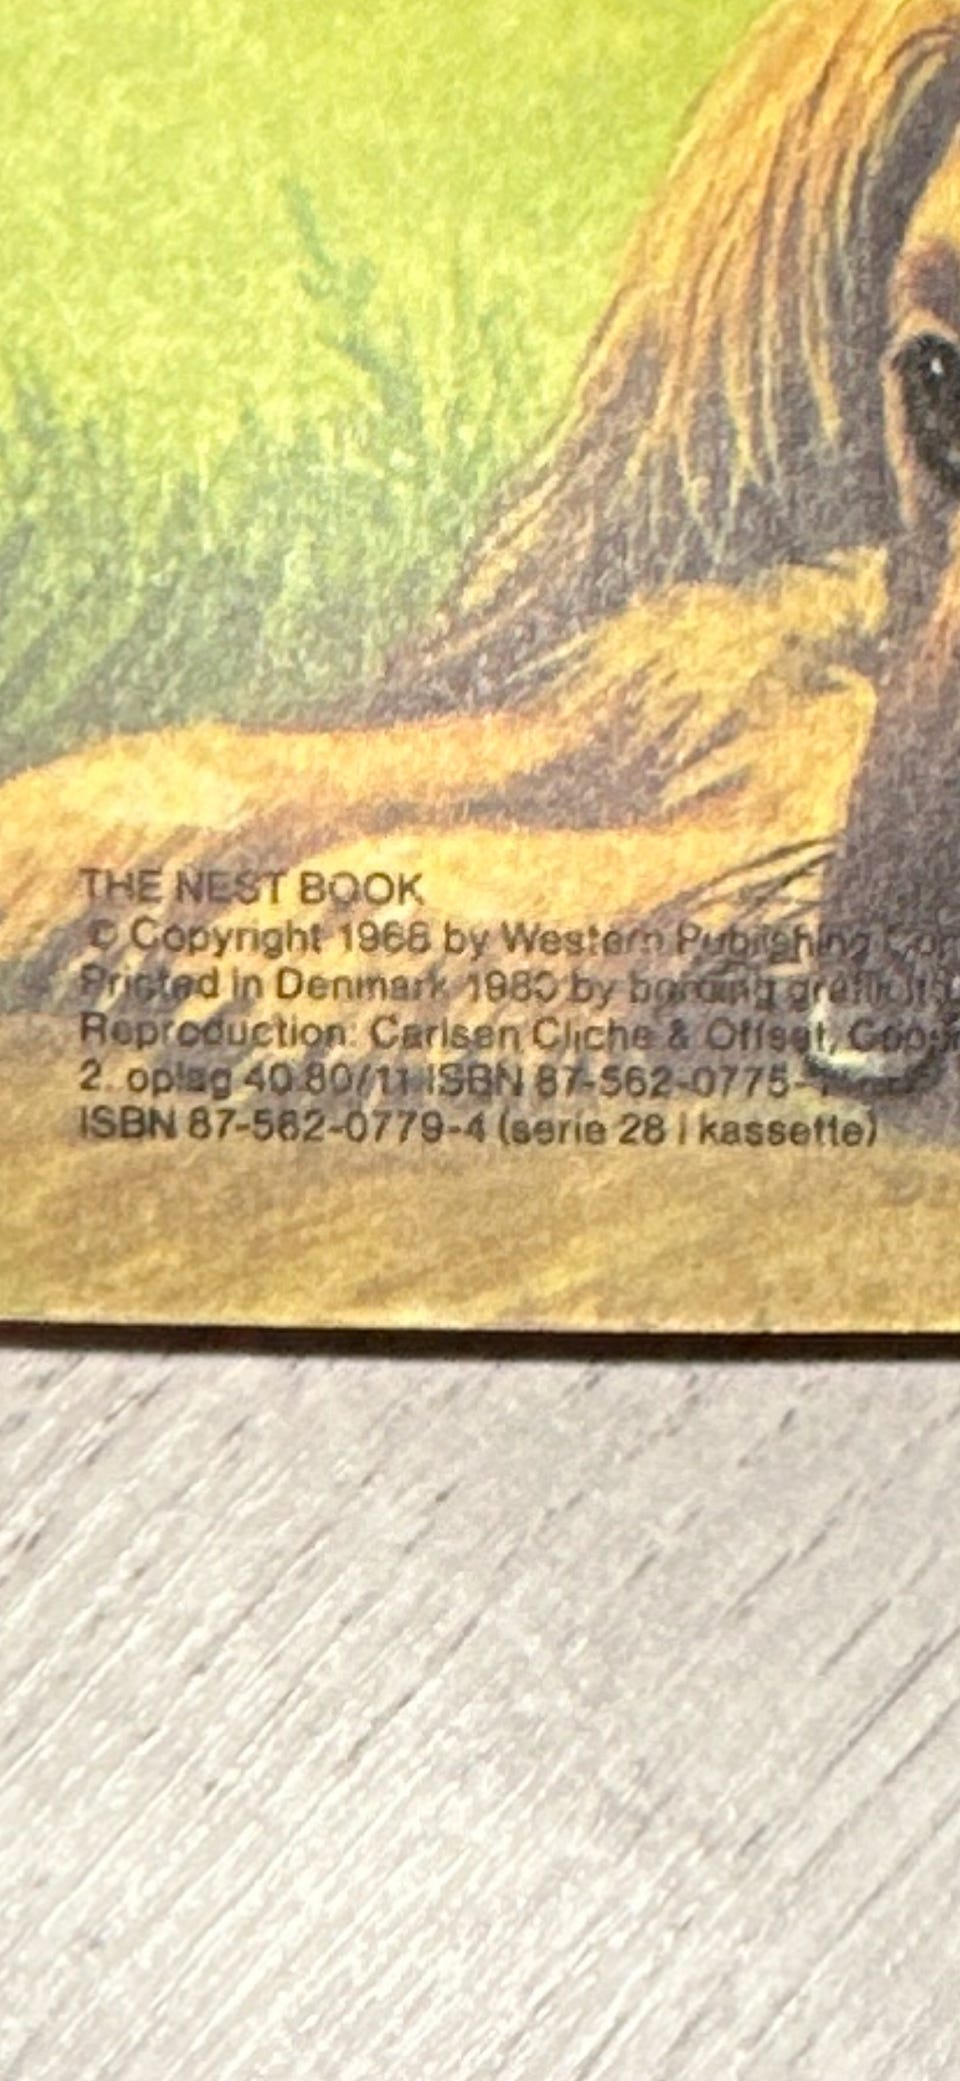 THE NEST BOOK
© Copyright 1968 by Western Publishing
Printed in Denmark 1980 by
Reproduction: Carlsen Cliche & Offset,
2. oplag 40.80/11 ISBN 87-562-0775-
ISBN 87-562-0779-4 (serie 28 i kassette)